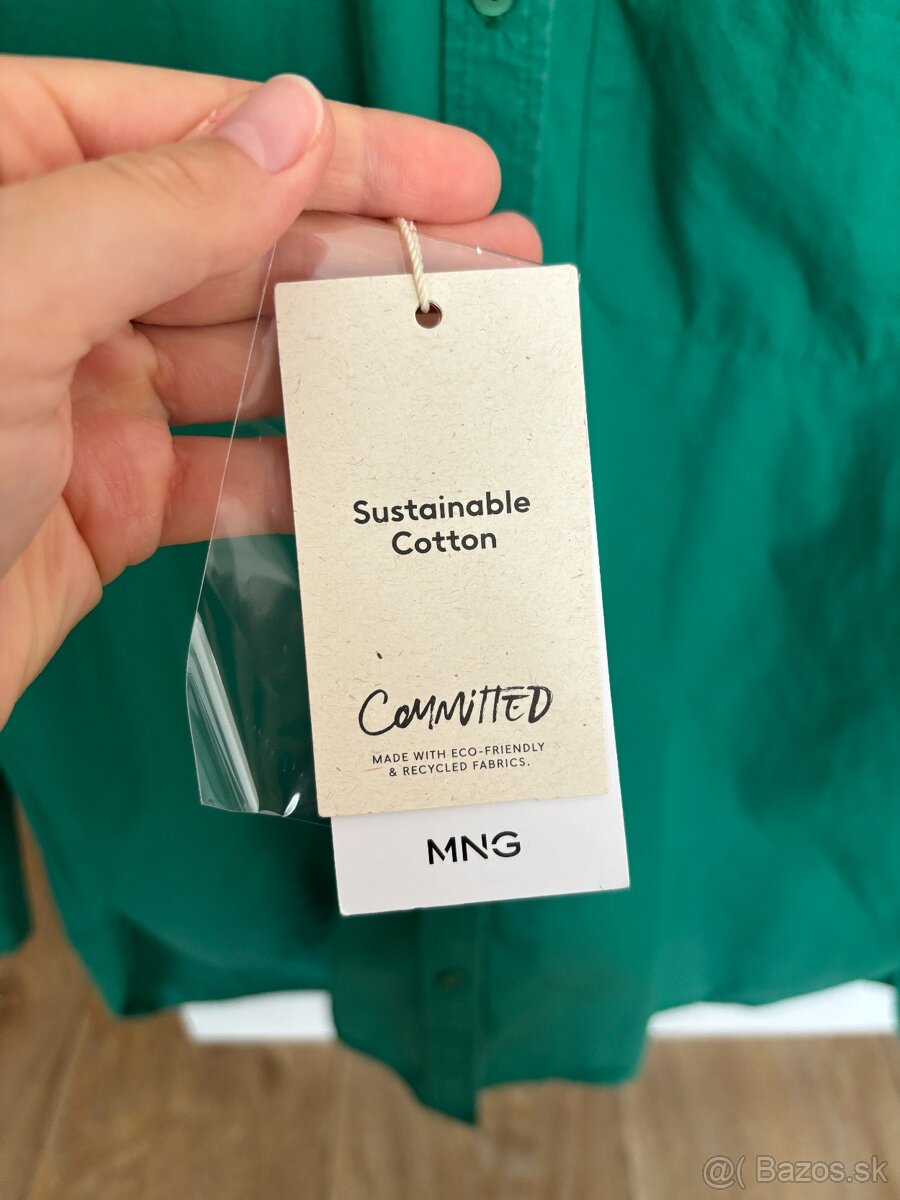 Sustainable
Cotton
COMMITTED
MADE WITH ECO-FRIENDLY
& RECYCLED FABRICS.
MNG
@( Bazos.sk